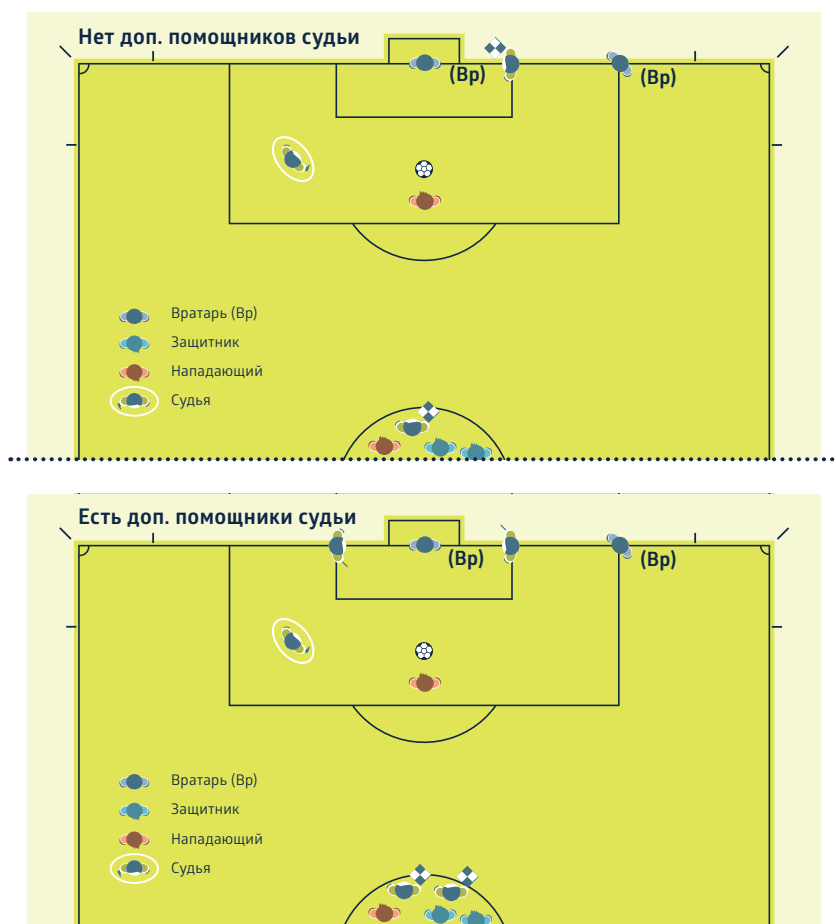 Нет доп. помощников судьи
(Вр)
(Вр)
Вратарь (Вр)
Защитник
Нападающий
Судья
Есть доп. помощники судьи
(Вр)
(Вр)
Вратарь (Вр)
Защитник
Нападающий
Судья